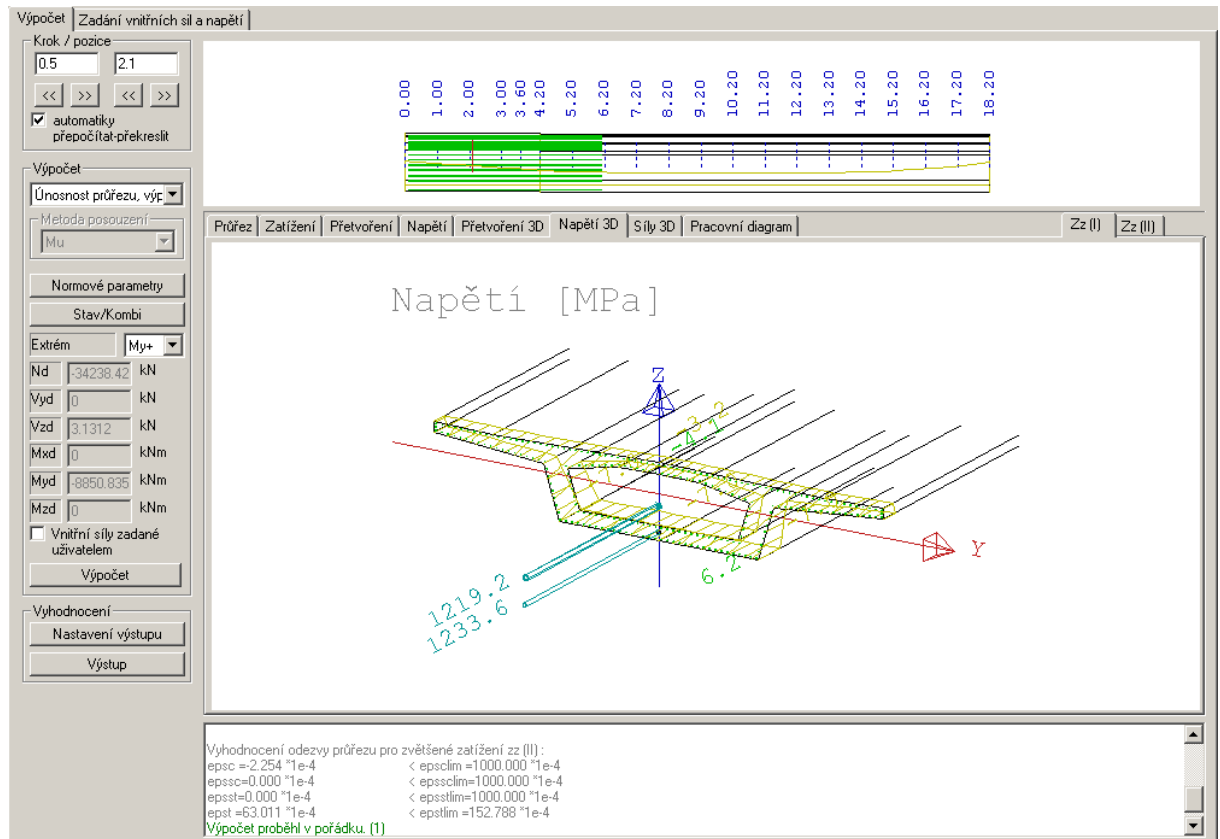 Výpočet Zadání vnitřních sil a napětí
Krok / pozice
0.5 2.1
<< >> << >>
automatiky
přepočítat-překreslit
0.00 1.00 2.00 3.00 3.60 4.20 5.20 6.20 7.20 8.20 9.20 10.20 11.20 12.20 13.20 14.20 15.20 16.20 17.20 18.20
Výpočet
Únosnost průřezu, výp
Metoda posouzení
Mu
Normové parametry
Stav/Kombi
Extrém My+
Nd -34238.42 kN
Vyd 0 kN
Vzd 3.1312 kN
Mxd 0 kNm
Myd -8850.835 kNm
Mzd 0 kNm
Vnitřní síly zadané
uživatelem
Výpočet
Vyhodnocení
Nastavení výstupu
Výstup
Průřez Zatížení Přetvoření Napětí Přetvoření 3D Napětí 3D Síly 3D Pracovní diagram Zz (I) Zz (II)
Napětí [MPa]
Z
-3.2
-4.1
Y
6.2
1219.2
1233.6
Vyhodnocení odezvy průřezu pro zvětšené zatížení zz (II) :
epsc =-2.254 *1e-4 < epsclim =1000.000 *1e-4
epssc=0.000 *1e-4 < epssclim=1000.000 *1e-4
epsst=0.000 *1e-4 < epsstlim=1000.000 *1e-4
epst =63.011 *1e-4 < epstlim =152.788 *1e-4
Výpočet proběhl v pořádku. (1)